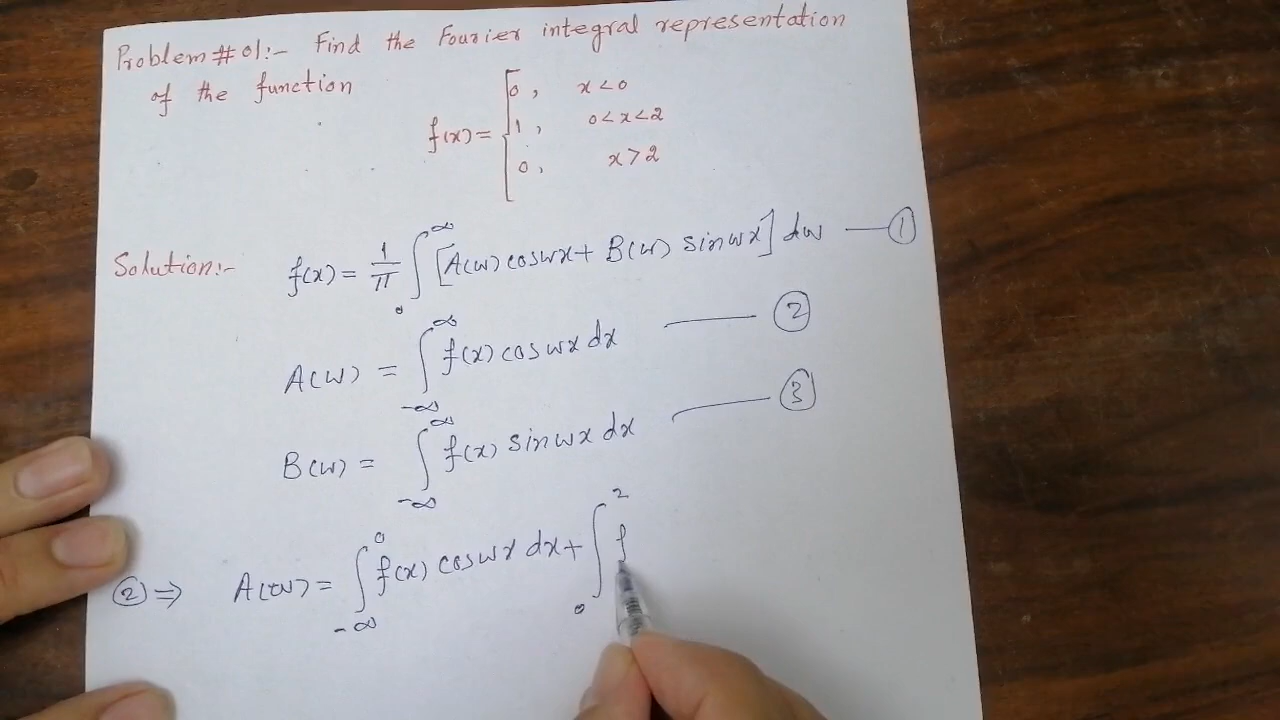 Problem # 01:- Find the Fourier integral representation
of the function
f(x) = [ 0, x < 0
1, 0 < x < 2
0, x > 2
Solution:- f(x) = 1/π ∫₀^∞ [A(w) cos wx + B(w) sin wx] dw — ①
A(w) = ∫_{-∞}^∞ f(x) cos wx dx — ②
B(w) = ∫_{-∞}^∞ f(x) sin wx dx — ③
② ⇒ A(w) = ∫_{-∞}^0 f(x) cos wx dx + ∫₀^2 f